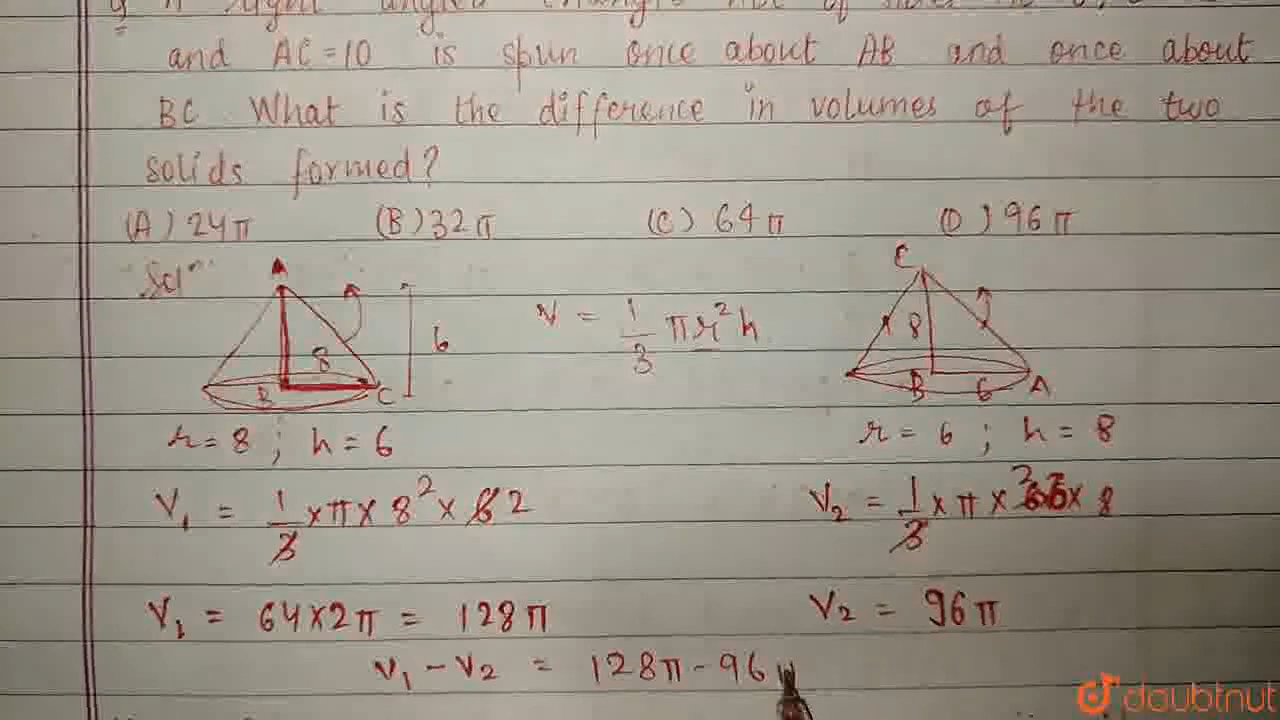 and AC = 10 is spun once about AB and once about
BC What is the difference in volumes of the two
solids formed?
(A) 24π (B) 32π (C) 64π (D) 96π
Solⁿ
A
8
6
B
C
V = 1/3 πr²h
C
8
B
6
A
r = 8 ; h = 6
r = 6 ; h = 8
V₁ = 1/3 × π × 8² × 6 2
V₂ = 1/3 × π × 8
V₁ = 64×2π = 128π
V₂ = 96π
V₁ - V₂ = 128π - 96
doubtnut